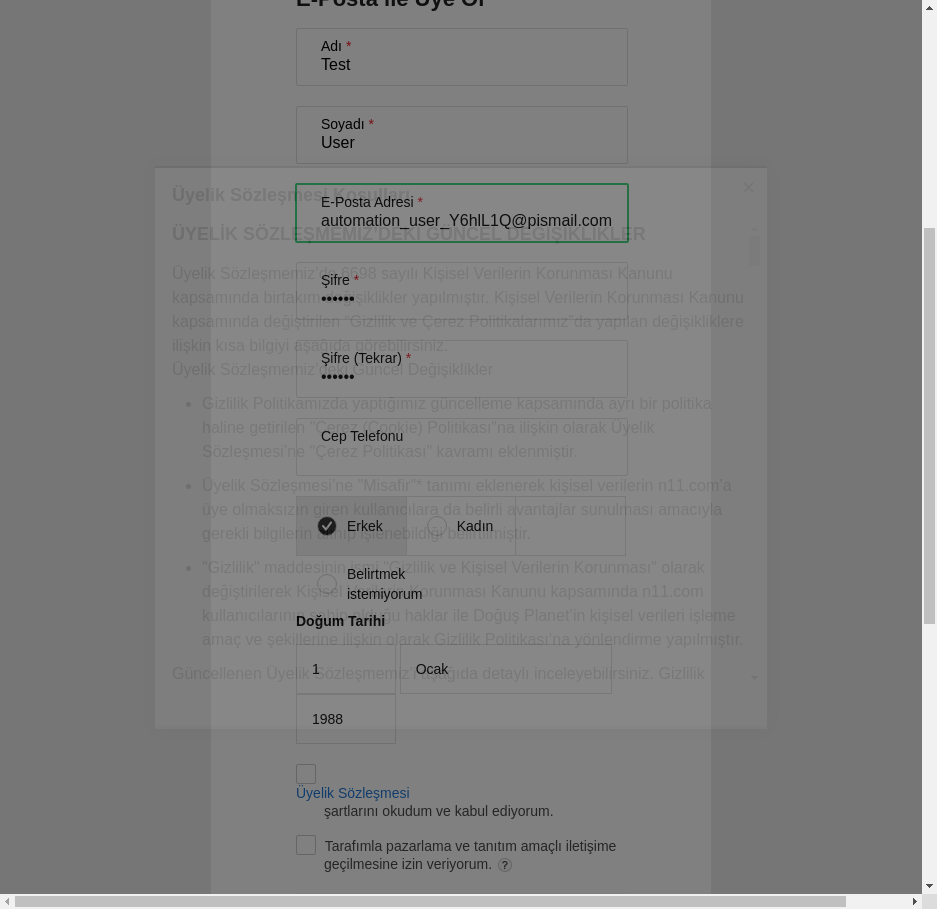 E-Posta ile Üye Ol
Adı *
Test
Soyadı *
User
E-Posta Adresi *
automation_user_Y6hlL1Q@pismail.com
Şifre *
••••••
Şifre (Tekrar) *
••••••
Cep Telefonu
Erkek
Kadın
Belirtmek
istemiyorum
Doğum Tarihi
1
Ocak
1988
Üyelik Sözleşmesi
şartlarını okudum ve kabul ediyorum.
Tarafımla pazarlama ve tanıtım amaçlı iletişime
geçilmesine izin veriyorum. ?
Üyelik Sözleşmesi Koşulları
ÜYELİK SÖZLEŞMEMİZ'DEKİ GÜNCEL DEĞİŞİKLİKLER
Üyelik Sözleşmemiz'de 6698 sayılı Kişisel Verilerin Korunması Kanunu
kapsamında birtakım değişiklikler yapılmıştır. Kişisel Verilerin Korunması Kanunu
kapsamında değiştirilen "Gizlilik ve Çerez Politikalarımız"da yapılan değişikliklere
ilişkin kısa bilgiyi aşağıda görebilirsiniz.
Üyelik Sözleşmemiz'deki Güncel Değişiklikler
• Gizlilik Politikamızda yaptığımız güncelleme kapsamında ayrı bir politika
haline getirilen "Çerez (Cookie) Politikası"na ilişkin olarak Üyelik
Sözleşmesi'ne "Çerez Politikası" kavramı eklenmiştir.
• Üyelik Sözleşmesi'ne "Misafir"* tanımı eklenerek kişisel verilerin n11.com'a
üye olmaksızın giren kullanıcılara da belirli avantajlar sunulması amacıyla
gerekli bilgilerin alınıp işlenebildiği belirtilmiştir.
• "Gizlilik" maddesinin ismi "Gizlilik ve Kişisel Verilerin Korunması" olarak
değiştirilerek Kişisel Verilerin Korunması Kanunu kapsamında n11.com
kullanıcılarının sahip olduğu haklar ile Doğuş Planet'in kişisel verileri işleme
amaç ve şekillerine ilişkin olarak Gizlilik Politikası'na yönlendirme yapılmıştır.
Güncellenen Üyelik Sözleşmemiz'i aşağıda detaylı inceleyebilirsiniz. Gizlilik